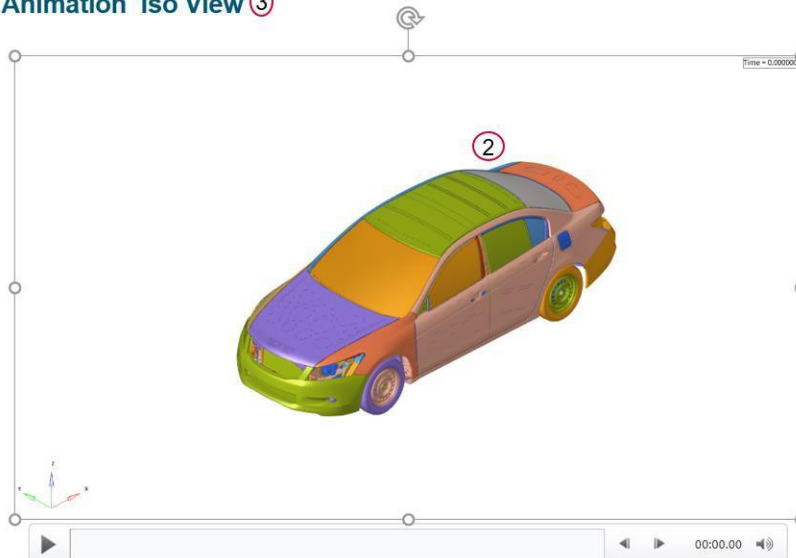 Animation Iso View 3
Time = 0.000000
2
Z
Y X
00:00.00